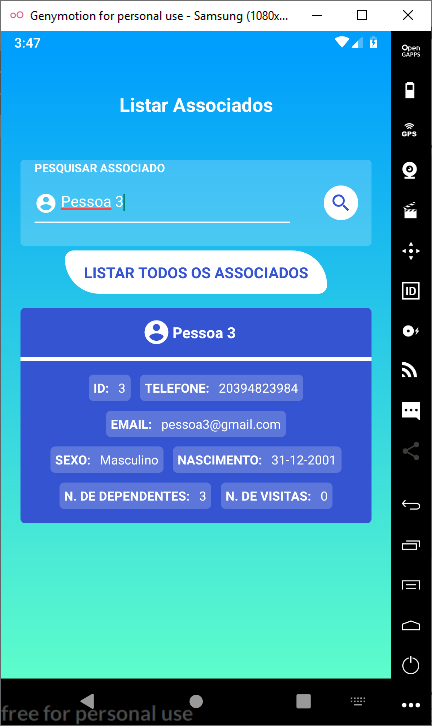 Genymotion for personal use - Samsung (1080x...
3:47
Open
GAPPS
Listar Associados
GPS
PESQUISAR ASSOCIADO
Pessoa 3
LISTAR TODOS OS ASSOCIADOS
ID
Pessoa 3
ID: 3 TELEFONE: 20394823984
EMAIL: pessoa3@gmail.com
SEXO: Masculino NASCIMENTO: 31-12-2001
N. DE DEPENDENTES: 3 N. DE VISITAS: 0
free for personal use